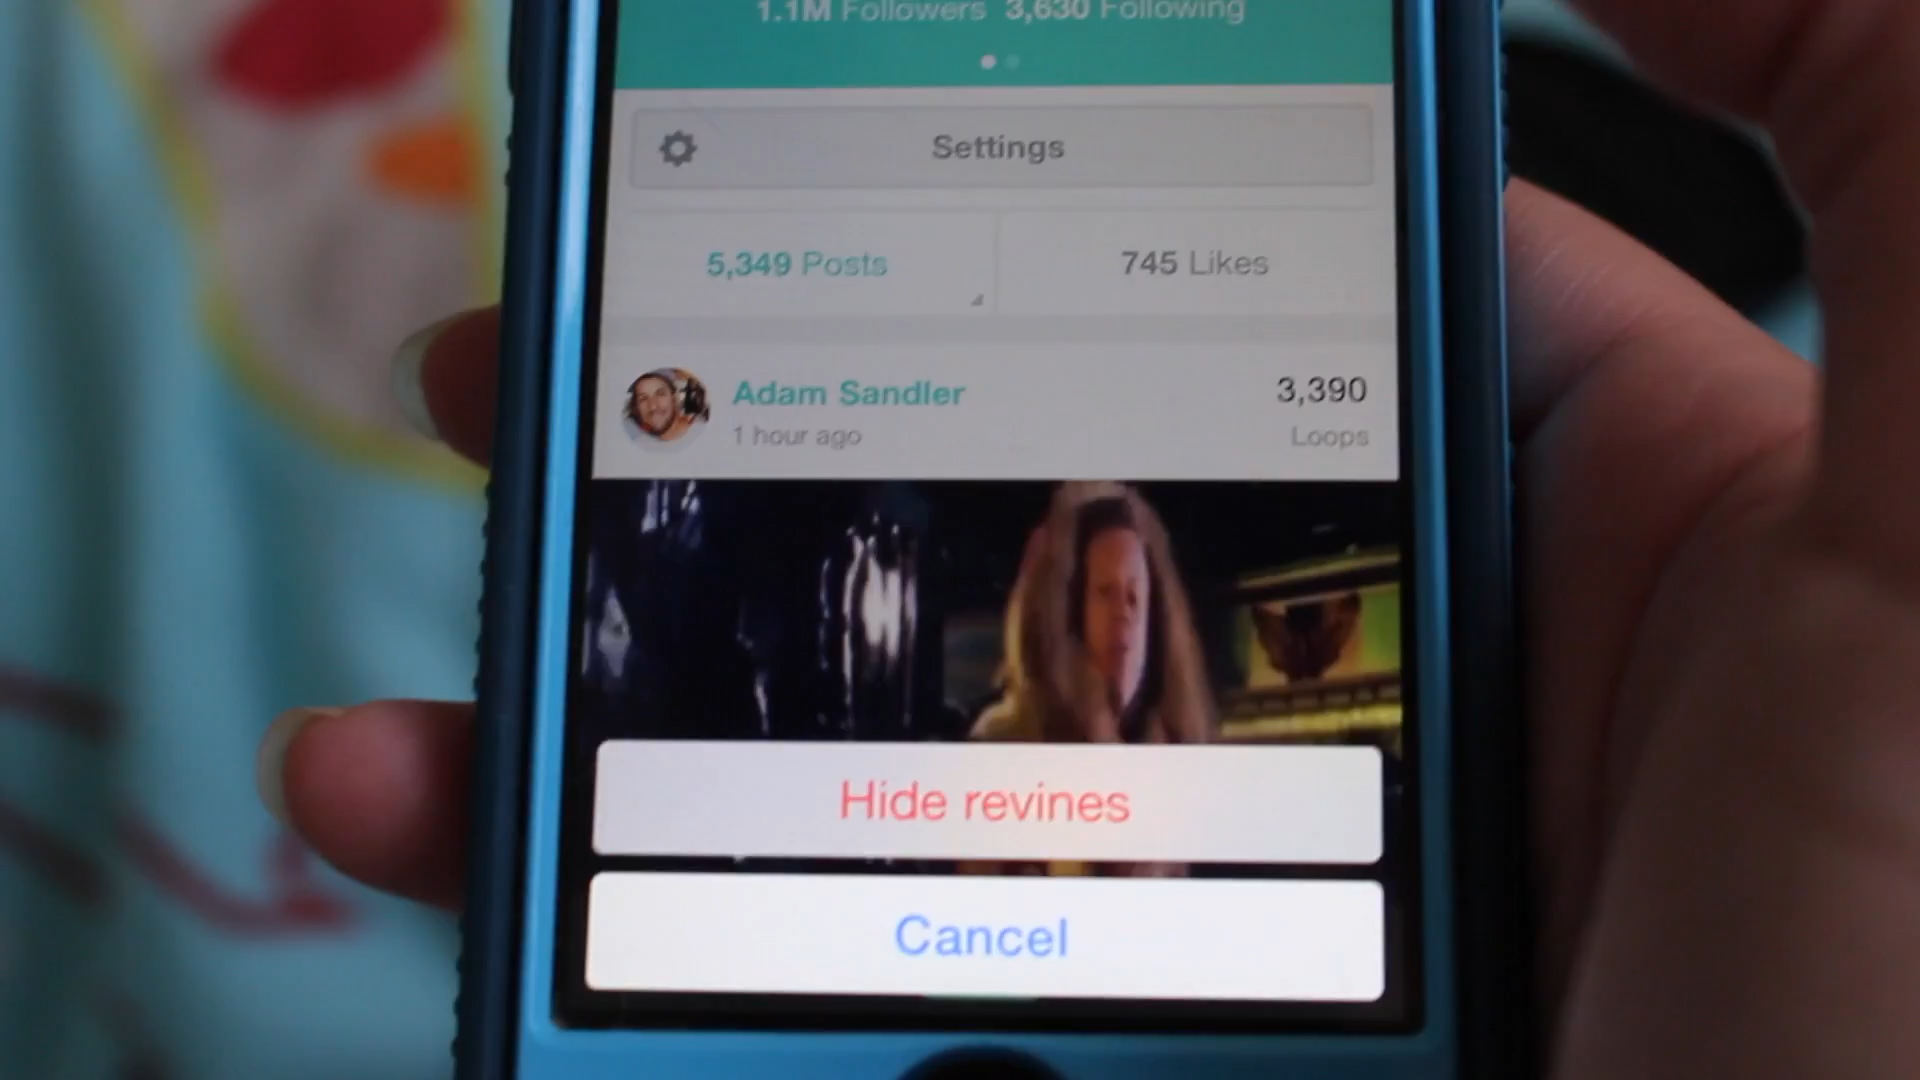 1.1M Followers 3,630 Following
Settings
5,349 Posts
745 Likes
Adam Sandler
3,390
1 hour ago
Loops
Hide revines
Cancel